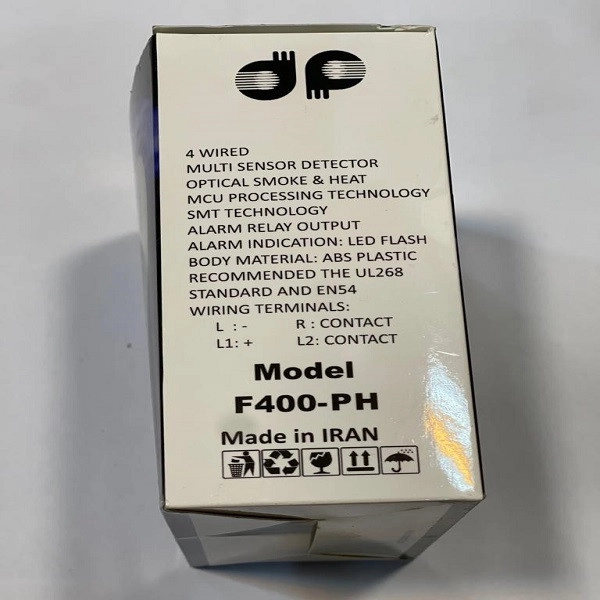 dp
4 WIRED
MULTI SENSOR DETECTOR
OPTICAL SMOKE & HEAT
MCU PROCESSING TECHNOLOGY
SMT TECHNOLOGY
ALARM RELAY OUTPUT
ALARM INDICATION: LED FLASH
BODY MATERIAL: ABS PLASTIC
RECOMMENDED THE UL268
STANDARD AND EN54
WIRING TERMINALS:
L : - R : CONTACT
L1: + L2: CONTACT
Model
F400-PH
Made in IRAN